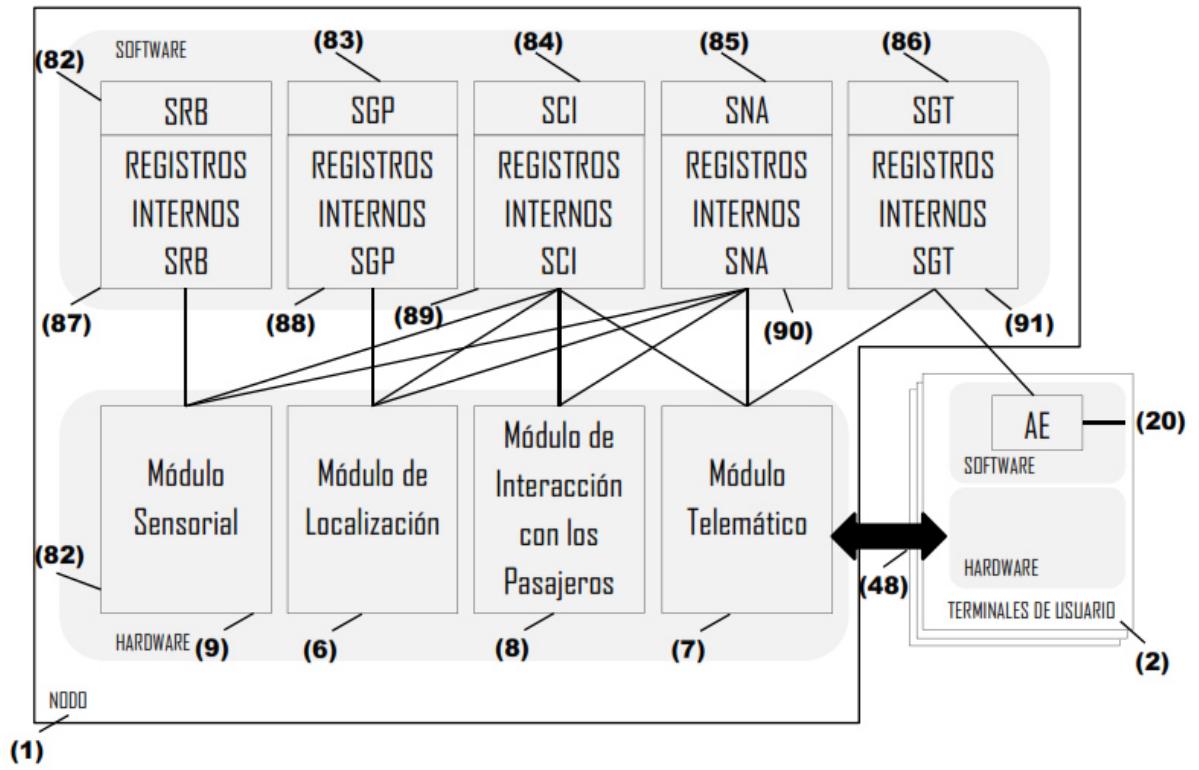 SOFTWARE
(82)
(83)
(84)
(85)
(86)
SRB
SGP
SCI
SNA
SGT
REGISTROS
INTERNOS
SRB
REGISTROS
INTERNOS
SGP
REGISTROS
INTERNOS
SCI
REGISTROS
INTERNOS
SNA
REGISTROS
INTERNOS
SGT
(87)
(88)
(89)
(90)
(91)
Módulo
Sensorial
Módulo de
Localización
Módulo de
Interacción
con los
Pasajeros
Módulo
Telemático
AE
(20)
SOFTWARE
HARDWARE
TERMINALES DE USUARIO
(2)
(48)
(82)
HARDWARE
(9)
(6)
(8)
(7)
NODO
(1)